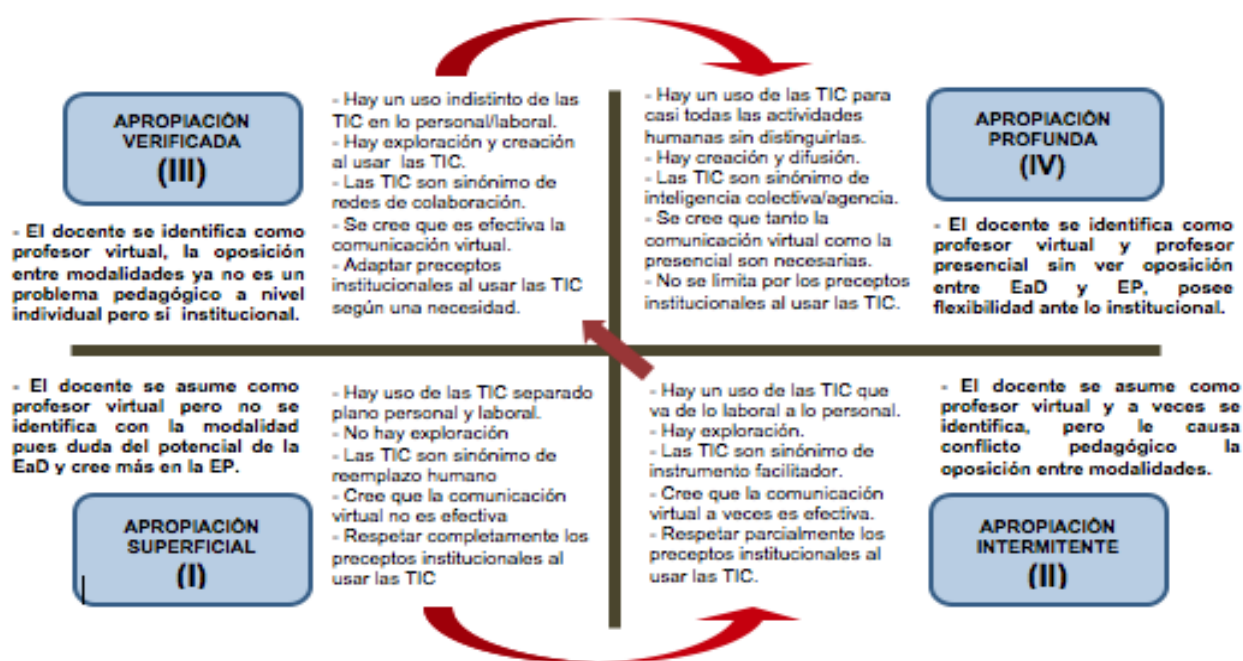 APROPIACIÓN
VERIFICADA
(III)
- El docente se identifica como
profesor virtual, la oposición
entre modalidades ya no es un
problema pedagógico a nivel
individual pero sí institucional.
- Hay un uso indistinto de las
TIC en lo personal/laboral.
- Hay exploración y creación
al usar las TIC.
- Las TIC son sinónimo de
redes de colaboración.
- Se cree que es efectiva la
comunicación virtual.
- Adaptar preceptos
institucionales al usar las TIC
según una necesidad.
- Hay un uso de las TIC para
casi todas las actividades
humanas sin distinguirlas.
- Hay creación y difusión.
- Las TIC son sinónimo de
inteligencia colectiva/agencia.
- Se cree que tanto la
comunicación virtual como la
presencial son necesarias.
- No se limita por los preceptos
institucionales al usar las TIC.
APROPIACIÓN
PROFUNDA
(IV)
- El docente se identifica como
profesor virtual y profesor
presencial sin ver oposición
entre EaD y EP, posee
flexibilidad ante lo institucional.
- El docente se asume como
profesor virtual pero no se
identifica con la modalidad
pues duda del potencial de la
EaD y cree más en la EP.
APROPIACIÓN
SUPERFICIAL
(I)
- Hay uso de las TIC separado
plano personal y laboral.
- No hay exploración
- Las TIC son sinónimo de
reemplazo humano
- Cree que la comunicación
virtual no es efectiva
- Respetar completamente los
preceptos institucionales al
usar las TIC
- Hay un uso de las TIC que
va de lo laboral a lo personal.
- Hay exploración.
- Las TIC son sinónimo de
instrumento facilitador.
- Cree que la comunicación
virtual a veces es efectiva.
- Respetar parcialmente los
preceptos institucionales al
usar las TIC.
- El docente se asume como
profesor virtual y a veces se
identifica, pero le causa
conflicto pedagógico la
oposición entre modalidades.
APROPIACIÓN
INTERMITENTE
(II)